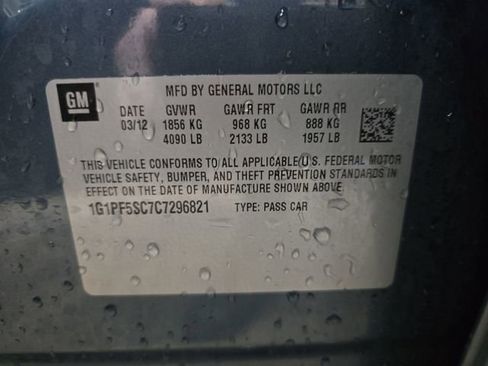 GM
MFD BY GENERAL MOTORS LLC
DATE GVWR GAWR FRT GAWR RR
03/12 1856 KG 968 KG 888 KG
4090 LB 2133 LB 1957 LB
THIS VEHICLE CONFORMS TO ALL APPLICABLE U.S. FEDERAL MOTOR
VEHICLE SAFETY, BUMPER, AND THEFT PREVENTION STANDARDS IN
EFFECT ON THE DATE OF MANUFACTURE SHOWN ABOVE.
1G1PF5SC7C7296821 TYPE: PASS CAR